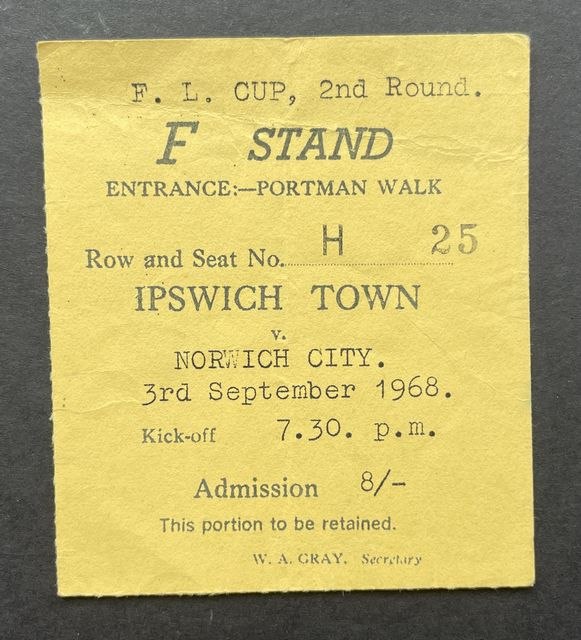 F. L. CUP, 2nd Round.
F STAND
ENTRANCE:—PORTMAN WALK
Row and Seat No. H 25
IPSWICH TOWN
v.
NORWICH CITY.
3rd September 1968.
Kick-off 7.30. p.m.
Admission 8/-
This portion to be retained.
W. A. GRAY. Secretary